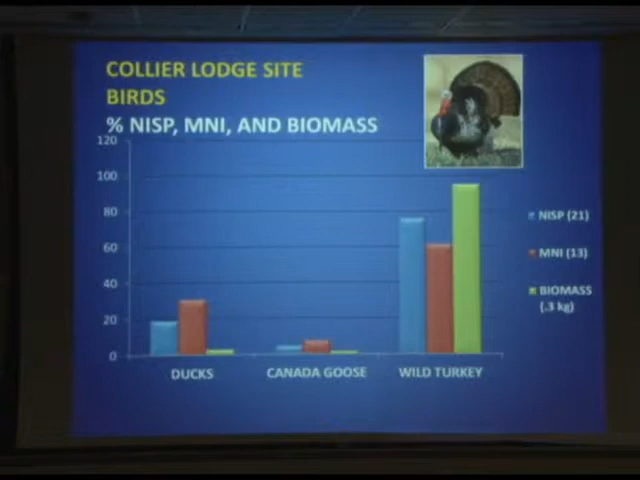 COLLIER LODGE SITE
BIRDS
% NISP, MNI, AND BIOMASS
120
100
80
60
40
20
0
DUCKS
CANADA GOOSE
WILD TURKEY
NISP (21)
MNI (13)
BIOMASS
(.3 kg)